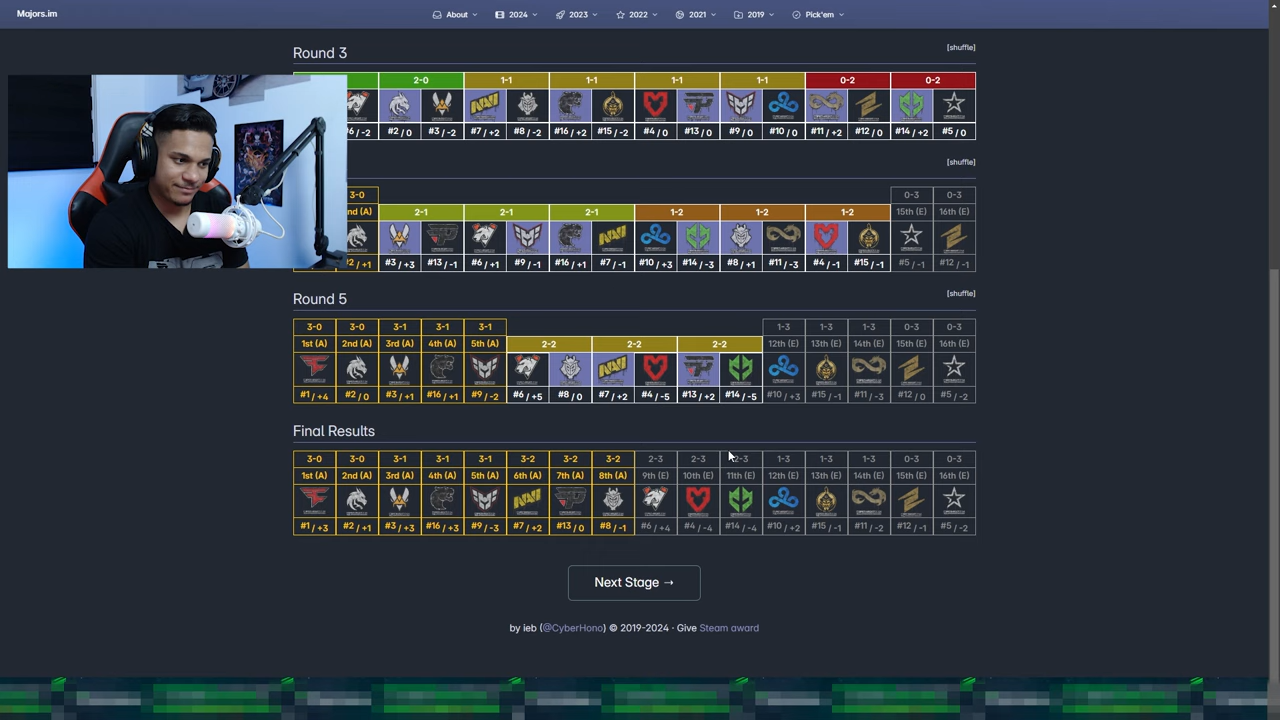 Majors.im
About 2024 2023 2022 2021 2019 Pick'em
Round 3
[shuffle]
2-0 1-1 1-1 1-1 1-1 0-2 0-2
#6 / -2 #2 / 0 #3 / -2 #7 / +2 #8 / -2 #16 / +2 #15 / -2 #4 / 0 #13 / 0 #9 / 0 #10 / 0 #11 / +2 #12 / 0 #14 / +2 #5 / 0
[shuffle]
3-0 0-3 0-3
nd (A) 2-1 2-1 2-1 1-2 1-2 1-2 15th (E) 16th (E)
#2 / +1 #3 / +3 #13 / -1 #6 / +1 #9 / -1 #16 / +1 #7 / -1 #10 / +3 #14 / -3 #8 / +1 #11 / -3 #4 / -1 #15 / -1 #5 / -1 #12 / -1
Round 5
[shuffle]
3-0 3-0 3-1 3-1 3-1 1-3 1-3 1-3 0-3 0-3
1st (A) 2nd (A) 3rd (A) 4th (A) 5th (A) 2-2 2-2 2-2 12th (E) 13th (E) 14th (E) 15th (E) 16th (E)
#1 / +4 #2 / 0 #3 / +1 #16 / +1 #9 / -2 #6 / +5 #8 / 0 #7 / +2 #4 / -5 #13 / +2 #14 / -5 #10 / +3 #15 / -1 #11 / -3 #12 / 0 #5 / -2
Final Results
3-0 3-0 3-1 3-1 3-1 3-2 3-2 3-2 2-3 2-3 2-3 1-3 1-3 1-3 0-3 0-3
1st (A) 2nd (A) 3rd (A) 4th (A) 5th (A) 6th (A) 7th (A) 8th (A) 9th (E) 10th (E) 11th (E) 12th (E) 13th (E) 14th (E) 15th (E) 16th (E)
#1 / +3 #2 / +1 #3 / +3 #16 / +3 #9 / -3 #7 / +2 #13 / 0 #8 / -1 #6 / +4 #4 / -4 #14 / -4 #10 / +2 #15 / -1 #11 / -2 #12 / -1 #5 / -2
Next Stage →
by ieb (@CyberHono) © 2019-2024 · Give Steam award